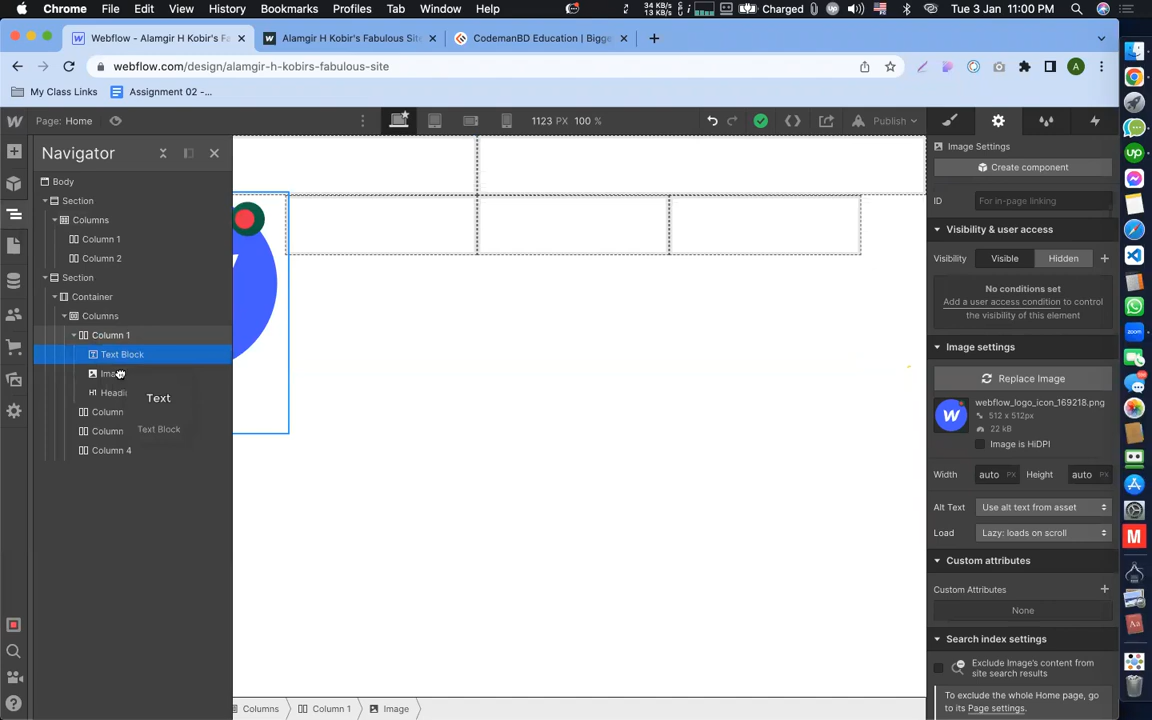 Chrome File Edit View History Bookmarks Profiles Tab Window Help 34 KB/s 13 KB/s Charged Tue 3 Jan 11:00 PM
Webflow - Alamgir H Kobir's Fa Alamgir H Kobir's Fabulous Site CodemanBD Education | Bigge
webflow.com/design/alamgir-h-kobirs-fabulous-site
My Class Links Assignment 02 -...
Page: Home 1123 PX 100 % Publish
Navigator
Body
Section
Columns
Column 1
Column 2
Section
Container
Columns
Column 1
Text Block
Ima
Headi
Column
Column
Column 4
Text
Text Block
Image Settings
Create component
ID For in-page linking
Visibility & user access
Visibility Visible Hidden
No conditions set
Add a user access condition to control
the visibility of this element
Image settings
Replace Image
webflow_logo_icon_169218.png
512 x 512px
22 kB
Image is HiDPI
Width auto PX Height auto PX
Alt Text Use alt text from asset
Load Lazy: loads on scroll
Custom attributes
Custom Attributes
None
Search index settings
Exclude Image's content from
site search results
To exclude the whole Home page, go
to its Page settings.
Columns Column 1 Image